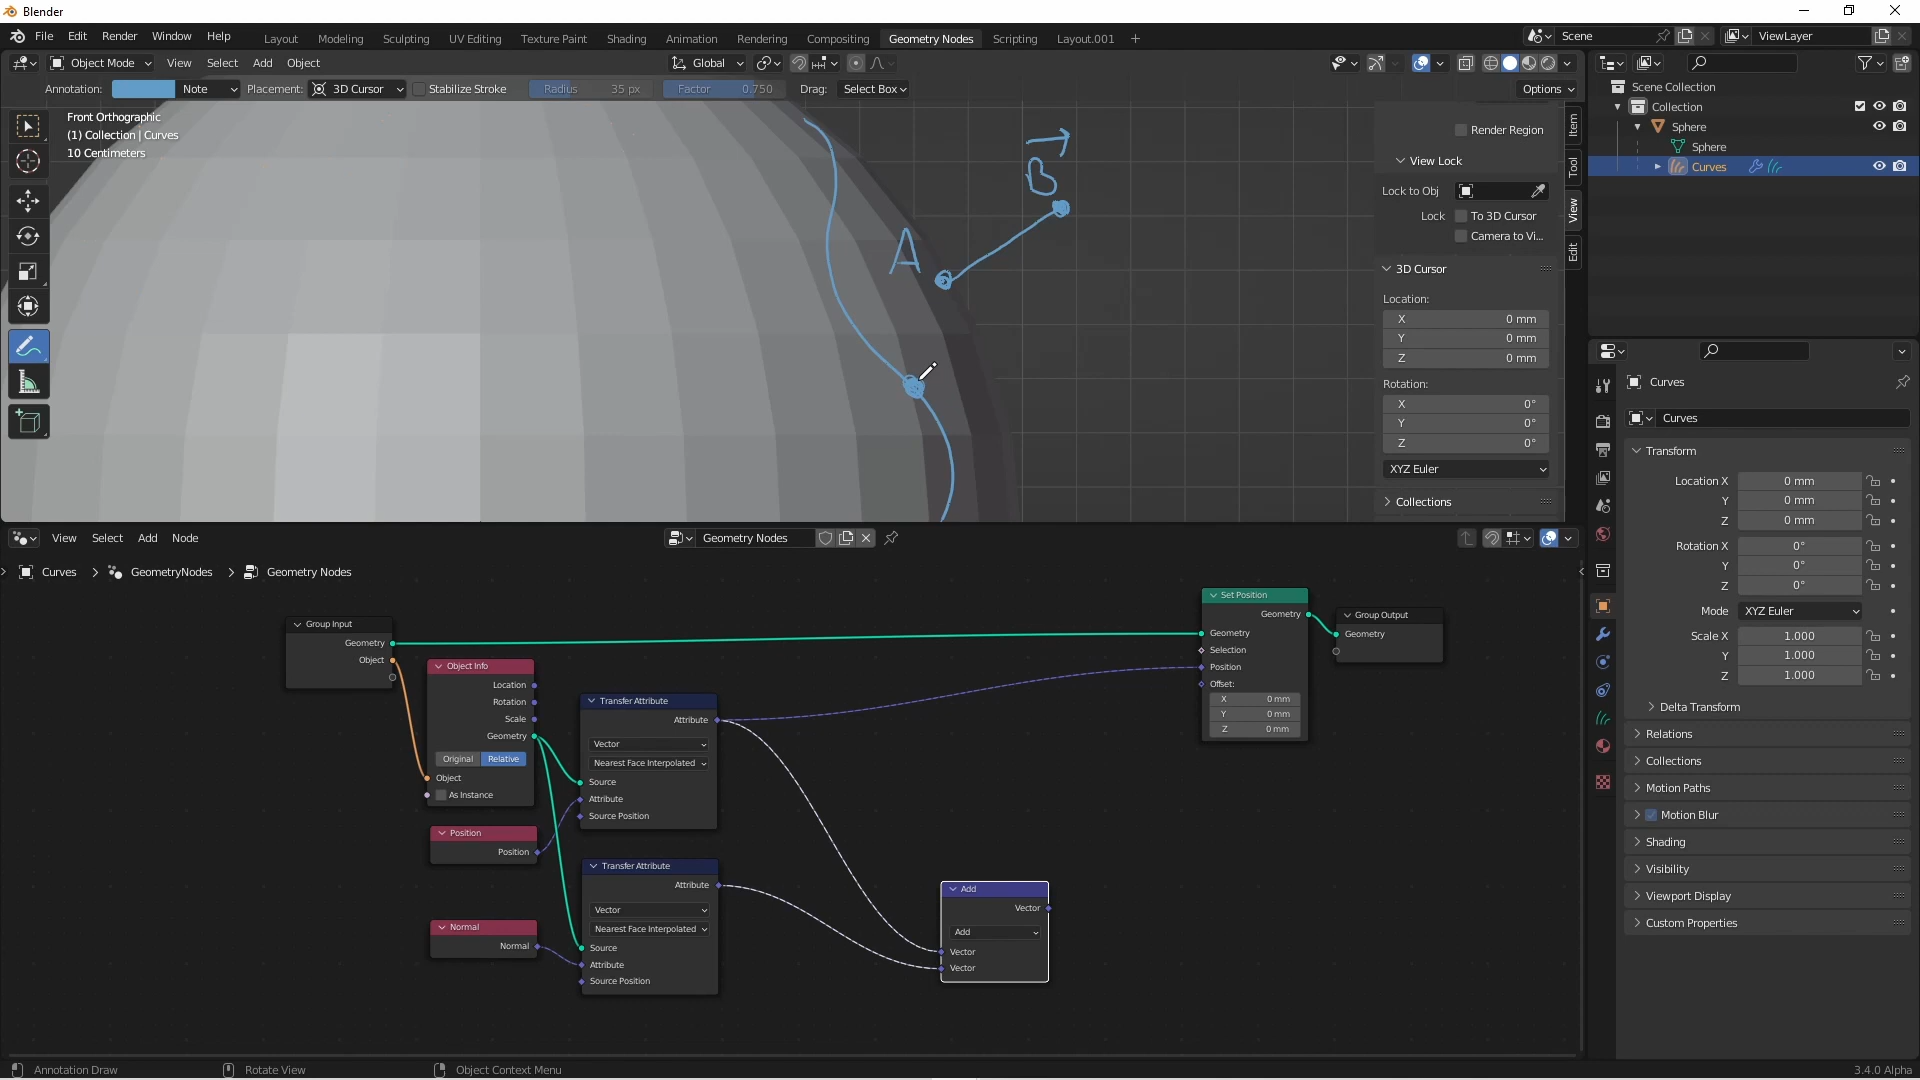 Blender
File Edit Render Window Help
Layout Modeling Sculpting UV Editing Texture Paint Shading Animation Rendering Compositing Geometry Nodes Scripting Layout.001 +
Scene
ViewLayer
Object Mode View Select Add Object
Global
Annotation: Note Placement: 3D Cursor Stabilize Stroke Radius 35 px Factor 0.750 Drag: Select Box
Options
Front Orthographic
(1) Collection | Curves
10 Centimeters
A
B
Render Region
View Lock
Lock to Obj
Lock To 3D Cursor
Camera to Vi...
3D Cursor
Location:
X 0 mm
Y 0 mm
Z 0 mm
Rotation:
X 0°
Y 0°
Z 0°
XYZ Euler
Collections
Item
Tool
View
Edit
Scene Collection
Collection
Sphere
Sphere
Curves
View Select Add Node
Geometry Nodes
Curves > GeometryNodes > Geometry Nodes
Group Input
Geometry
Object
Object Info
Location
Rotation
Scale
Geometry
Original Relative
Object
As Instance
Position
Position
Normal
Normal
Transfer Attribute
Attribute
Vector
Nearest Face Interpolated
Source
Attribute
Source Position
Transfer Attribute
Attribute
Vector
Nearest Face Interpolated
Source
Attribute
Source Position
Add
Vector
Add
Vector
Vector
Set Position
Geometry
Geometry
Selection
Position
Offset:
X 0 mm
Y 0 mm
Z 0 mm
Group Output
Geometry
Curves
Curves
Transform
Location X 0 mm
Y 0 mm
Z 0 mm
Rotation X 0°
Y 0°
Z 0°
Mode XYZ Euler
Scale X 1.000
Y 1.000
Z 1.000
Delta Transform
Relations
Collections
Motion Paths
Motion Blur
Shading
Visibility
Viewport Display
Custom Properties
Annotation Draw
Rotate View
Object Context Menu
3.4.0 Alpha